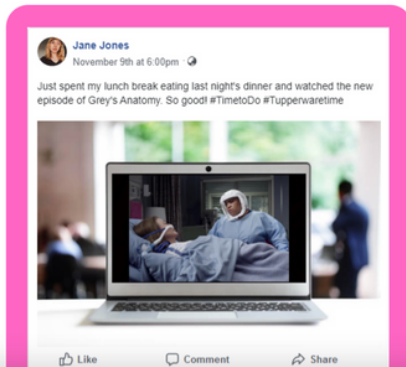 Jane Jones
November 9th at 6:00pm ·
Just spent my lunch break eating last night's dinner and watched the new
episode of Grey's Anatomy. So good! #TimetoDo #Tupperwaretime
Like Comment Share